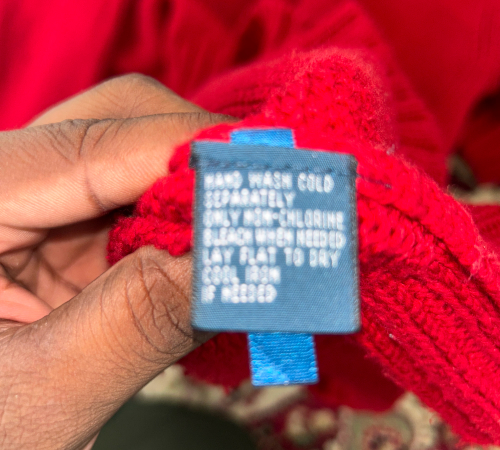 HAND WASH COLD
SEPARATELY
ONLY NON-CHLORINE
BLEACH WHEN NEEDED
LAY FLAT TO DRY
COOL IRON
IF NEEDED